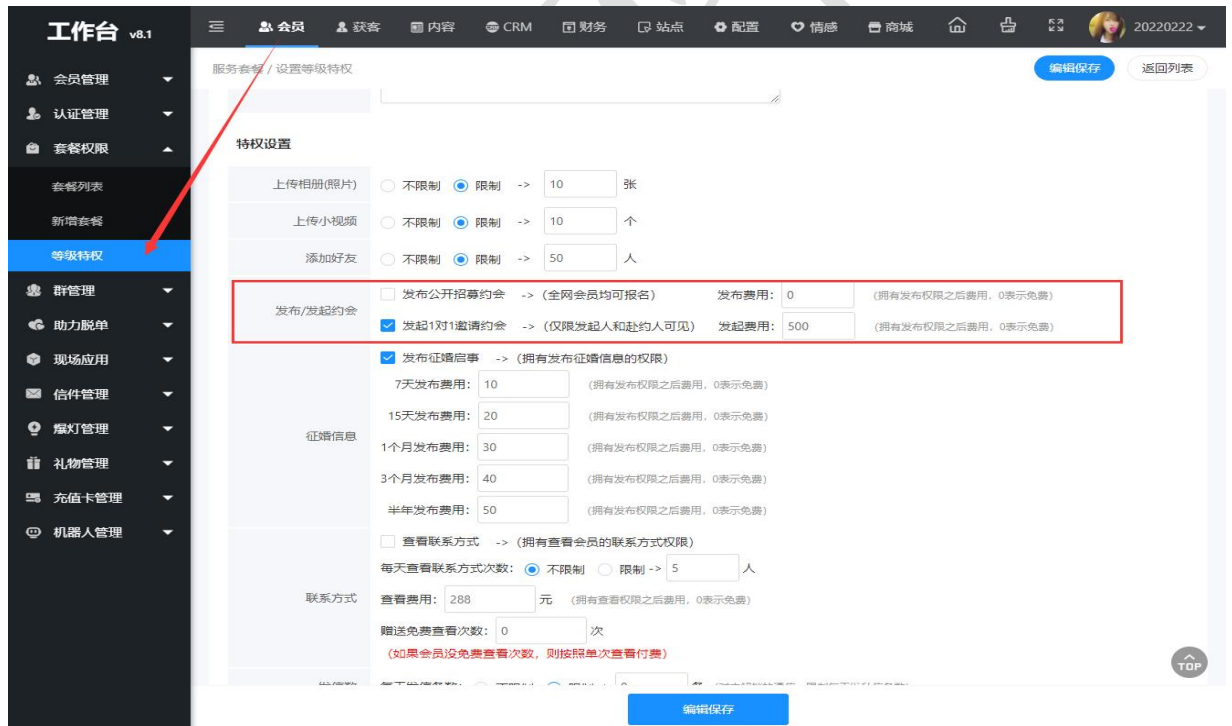 工作台 v8.1
会员 获客 内容 CRM 财务 站点 配置 情感 商城 20220222
服务套餐 / 设置等级特权 编辑保存 返回列表
会员管理
认证管理
套餐权限
套餐列表
新增套餐
等级特权
群管理
助力脱单
现场应用
信件管理
爆灯管理
礼物管理
充值卡管理
机器人管理
特权设置
上传相册(照片) 不限制 限制 -> 10 张
上传小视频 不限制 限制 -> 10 个
添加好友 不限制 限制 -> 50 人
发布/发起约会
发布公开招募约会 -> (全网会员均可报名) 发布费用: 0 (拥有发布权限之后费用, 0表示免费)
发起1对1邀请约会 -> (仅限发起人和赴约人可见) 发起费用: 500 (拥有发布权限之后费用, 0表示免费)
征婚信息
发布征婚启事 -> (拥有发布征婚信息的权限)
7天发布费用: 10 (拥有发布权限之后费用, 0表示免费)
15天发布费用: 20 (拥有发布权限之后费用, 0表示免费)
1个月发布费用: 30 (拥有发布权限之后费用, 0表示免费)
3个月发布费用: 40 (拥有发布权限之后费用, 0表示免费)
半年发布费用: 50 (拥有发布权限之后费用, 0表示免费)
联系方式
查看联系方式 -> (拥有查看会员的联系方式权限)
每天查看联系方式次数: 不限制 限制 -> 5 人
查看费用: 288 元 (拥有查看权限之后费用, 0表示免费)
赠送免费查看次数: 0 次
(如果会员没免费查看次数, 则按照单次查看付费)
TOP
编辑保存